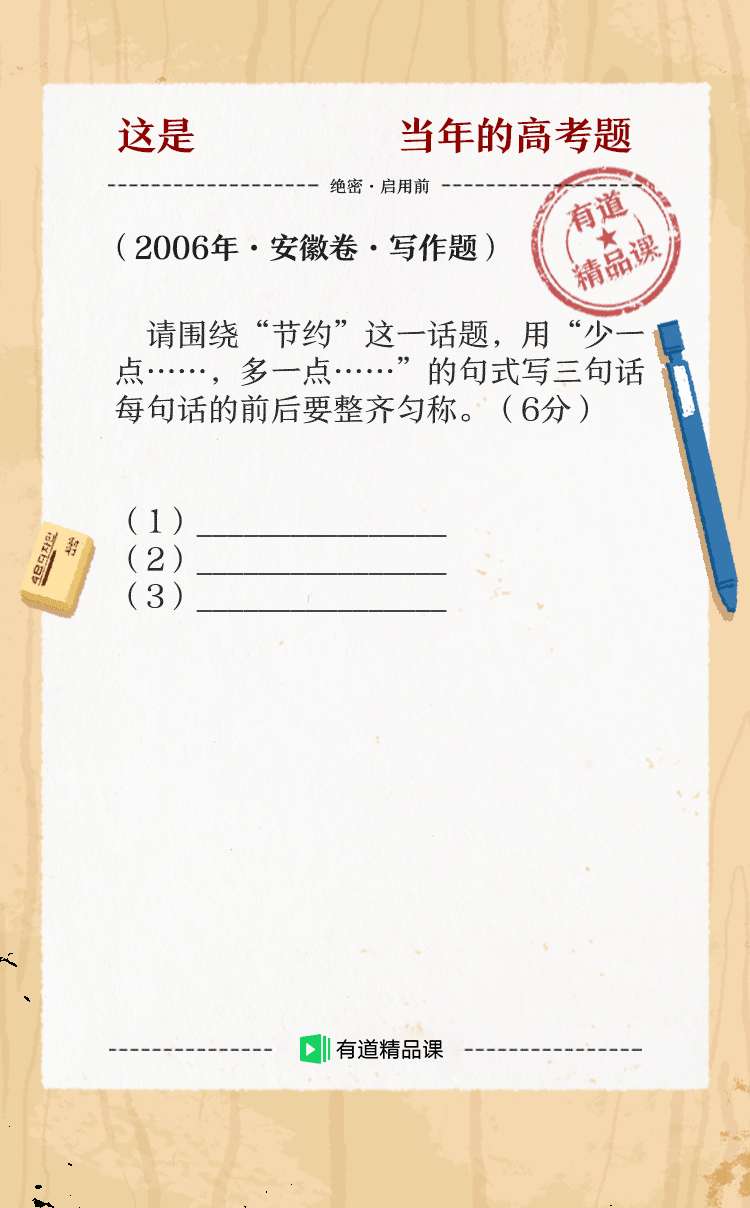 这是 当年的高考题
绝密·启用前
有道
精品课
（2006年·安徽卷·写作题）
请围绕“节约”这一话题，用“少一
点……，多一点……”的句式写三句话
每句话的前后要整齐匀称。（6分）
（1）________________
（2）________________
（3）________________
有道精品课